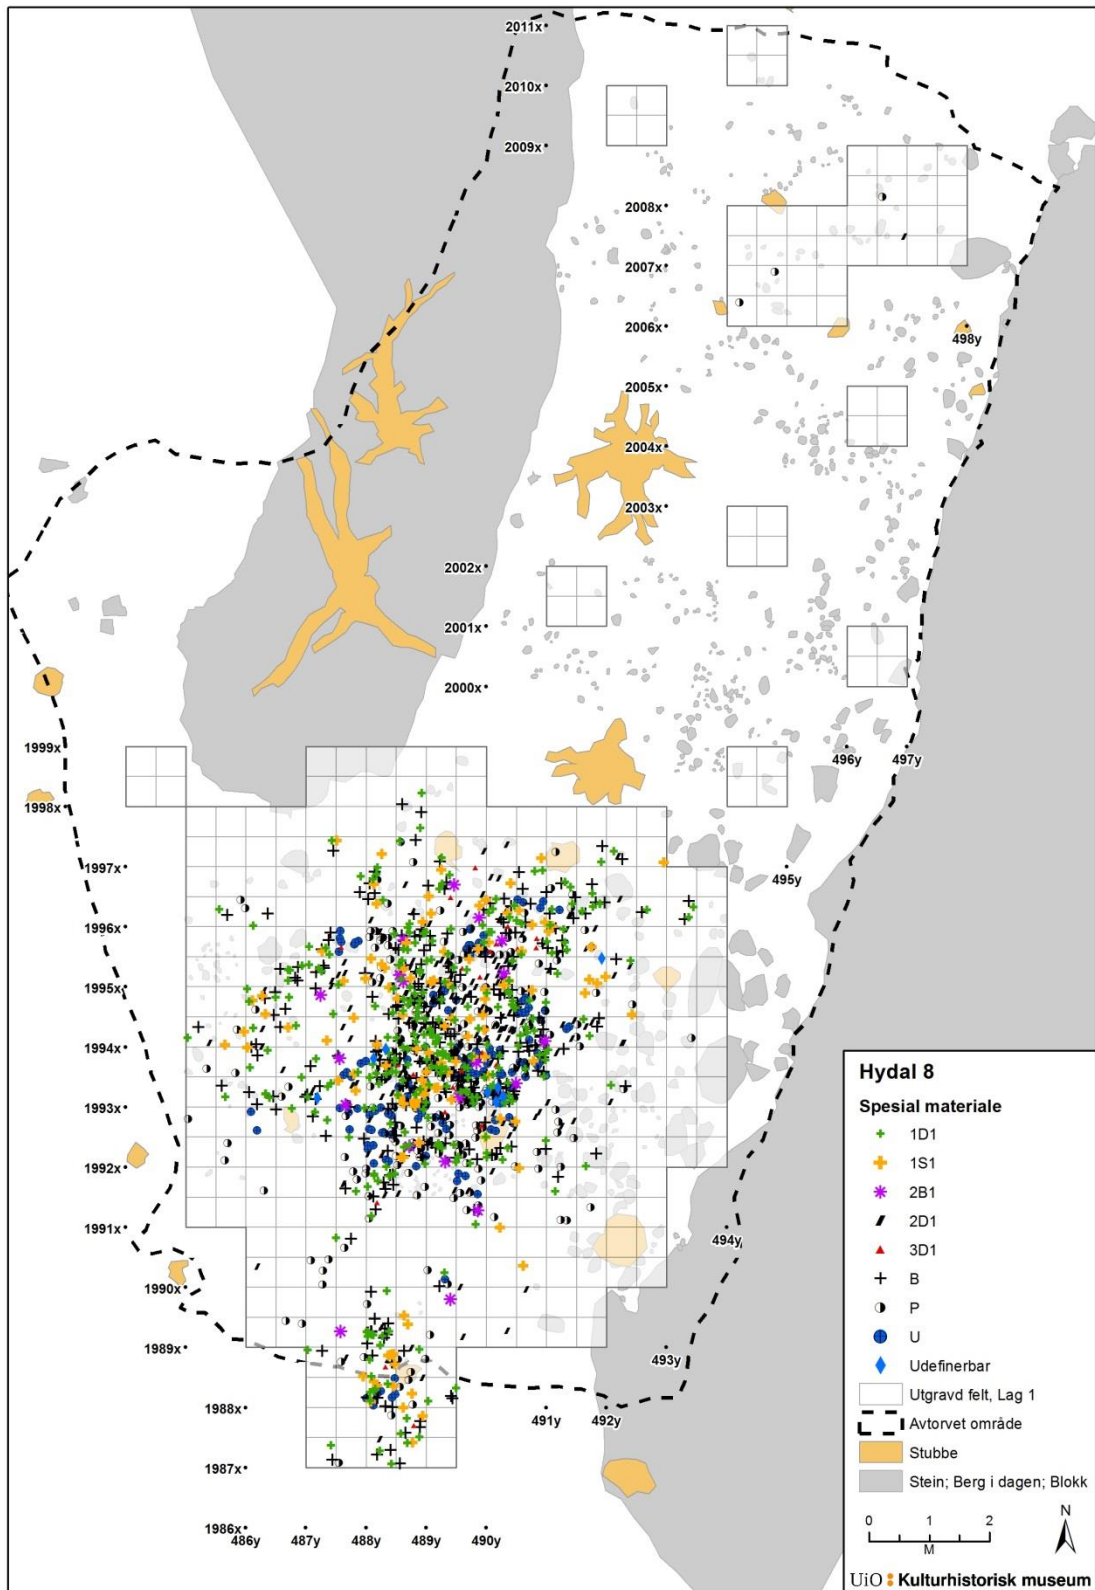 2011x
2010x
2009x
2008x
2007x
2006x
498y
2005x
2004x
2003x
2002x
2001x
2000x
1999x
496y
497y
1998x
1997x
495y
1996x
1995x
1994x
1993x
1992x
1991x
494y
1990x
1989x
493y
1988x
491y
492y
1987x
1986x
486y
487y
488y
489y
490y
Hydal 8
Spesial materiale
1D1
1S1
2B1
2D1
3D1
B
P
U
Udefinerbar
Utgravd felt, Lag 1
Avtorvet område
Stubbe
Stein; Berg i dagen; Blokk
0 1 2
M
N
UiO Kulturhistorisk museum